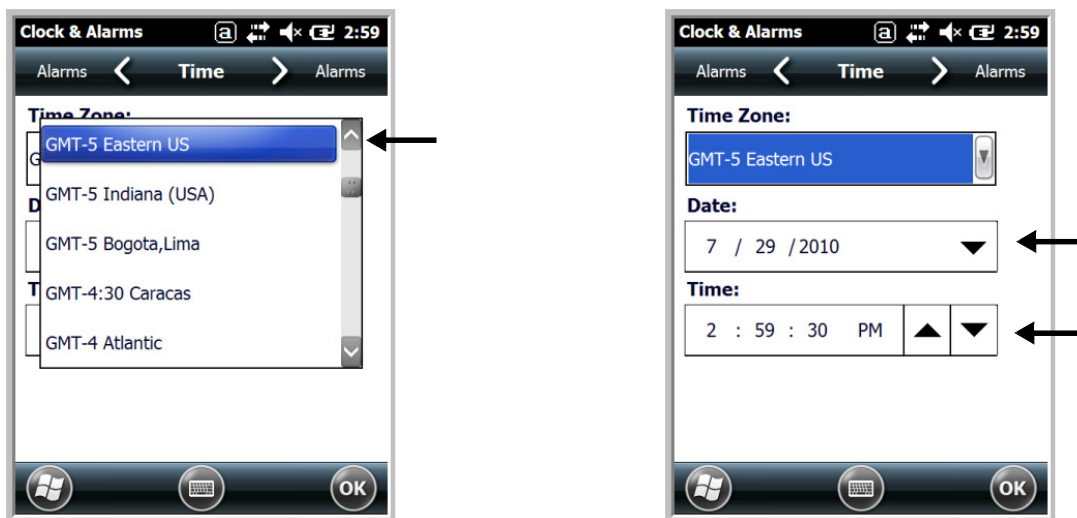 Clock & Alarms a 2:59
Alarms Time Alarms
Time Zone:
GMT-5 Eastern US
G
GMT-5 Indiana (USA)
D
GMT-5 Bogota,Lima
T
GMT-4:30 Caracas
GMT-4 Atlantic
OK
Clock & Alarms a 2:59
Alarms Time Alarms
Time Zone:
GMT-5 Eastern US
Date:
7 / 29 / 2010
Time:
2 : 59 : 30 PM
OK